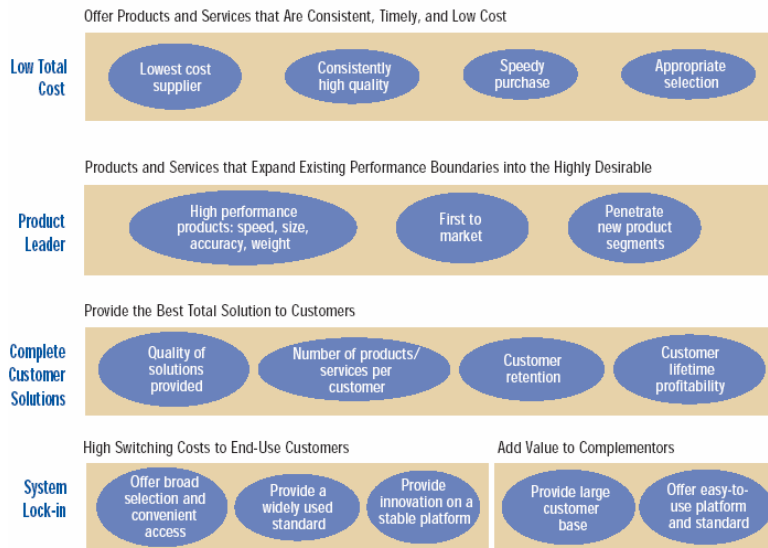 Offer Products and Services that Are Consistent, Timely, and Low Cost
Low Total
Cost
Lowest cost
supplier
Consistently
high quality
Speedy
purchase
Appropriate
selection
Products and Services that Expand Existing Performance Boundaries into the Highly Desirable
Product
Leader
High performance
products: speed, size,
accuracy, weight
First to
market
Penetrate
new product
segments
Provide the Best Total Solution to Customers
Complete
Customer
Solutions
Quality of
solutions
provided
Number of products/
services per
customer
Customer
retention
Customer
lifetime
profitability
High Switching Costs to End-Use Customers
Add Value to Complementors
System
Lock-in
Offer broad
selection and
convenient
access
Provide a
widely used
standard
Provide
innovation on a
stable platform
Provide large
customer
base
Offer easy-to-
use platform
and standard